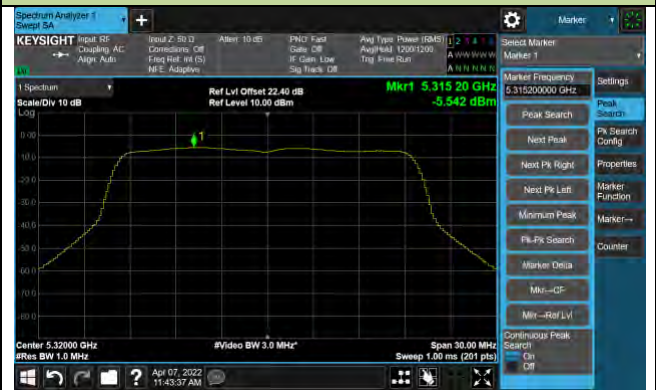 Spectrum Analyzer 1
Swept SA
+
Marker
KEYSIGHT Input: RF
Coupling: AC
Align: Auto
Input Z: 50 Ω
Corrections: Off
Freq Ref: Int (S)
NFE: Adaptive
Atten: 10 dB
PNO: Fast
Gate: Off
IF Gain: Low
Sig Track: Off
Avg Type: Power (RMS)
Avg|Hold: 1200/1200
Trig: Free Run
A W W W W W
A N N N N N
Select Marker
Marker 1
1 Spectrum
Scale/Div 10 dB
Log
Ref Lvl Offset 22.40 dB
Ref Level 10.00 dBm
Mkr1 5.315 20 GHz
-5.542 dBm
Marker Frequency
5.315200000 GHz
Peak Search
Next Peak
Next Pk Right
Next Pk Left
Minimum Peak
Pk-Pk Search
Marker Delta
Mkr→CF
Mkr→Ref Lvl
Continuous Peak
Search
On
Off
Settings
Peak
Search
Pk Search
Config
Properties
Marker
Function
Marker→
Counter
0.00
-10.0
-20.0
-30.0
-40.0
-50.0
-60.0
-70.0
-80.0
1
Center 5.32000 GHz
#Res BW 1.0 MHz
#Video BW 3.0 MHz*
Span 30.00 MHz
Sweep 1.00 ms (201 pts)
?
Apr 07, 2022
11:43:37 AM